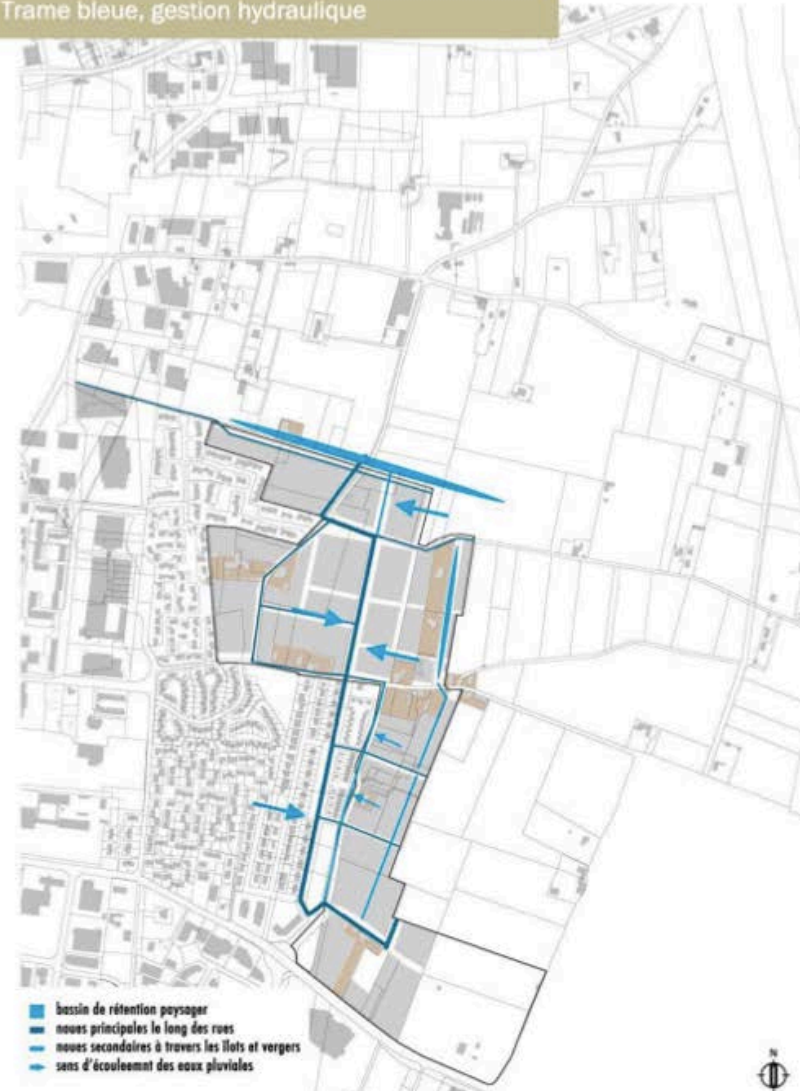 Trame bleue, gestion hydraulique
bassin de rétention paysager
noues principales le long des rues
noues secondaires à travers les îlots et vergers
sens d'écouleemnt des eaux pluviales
N